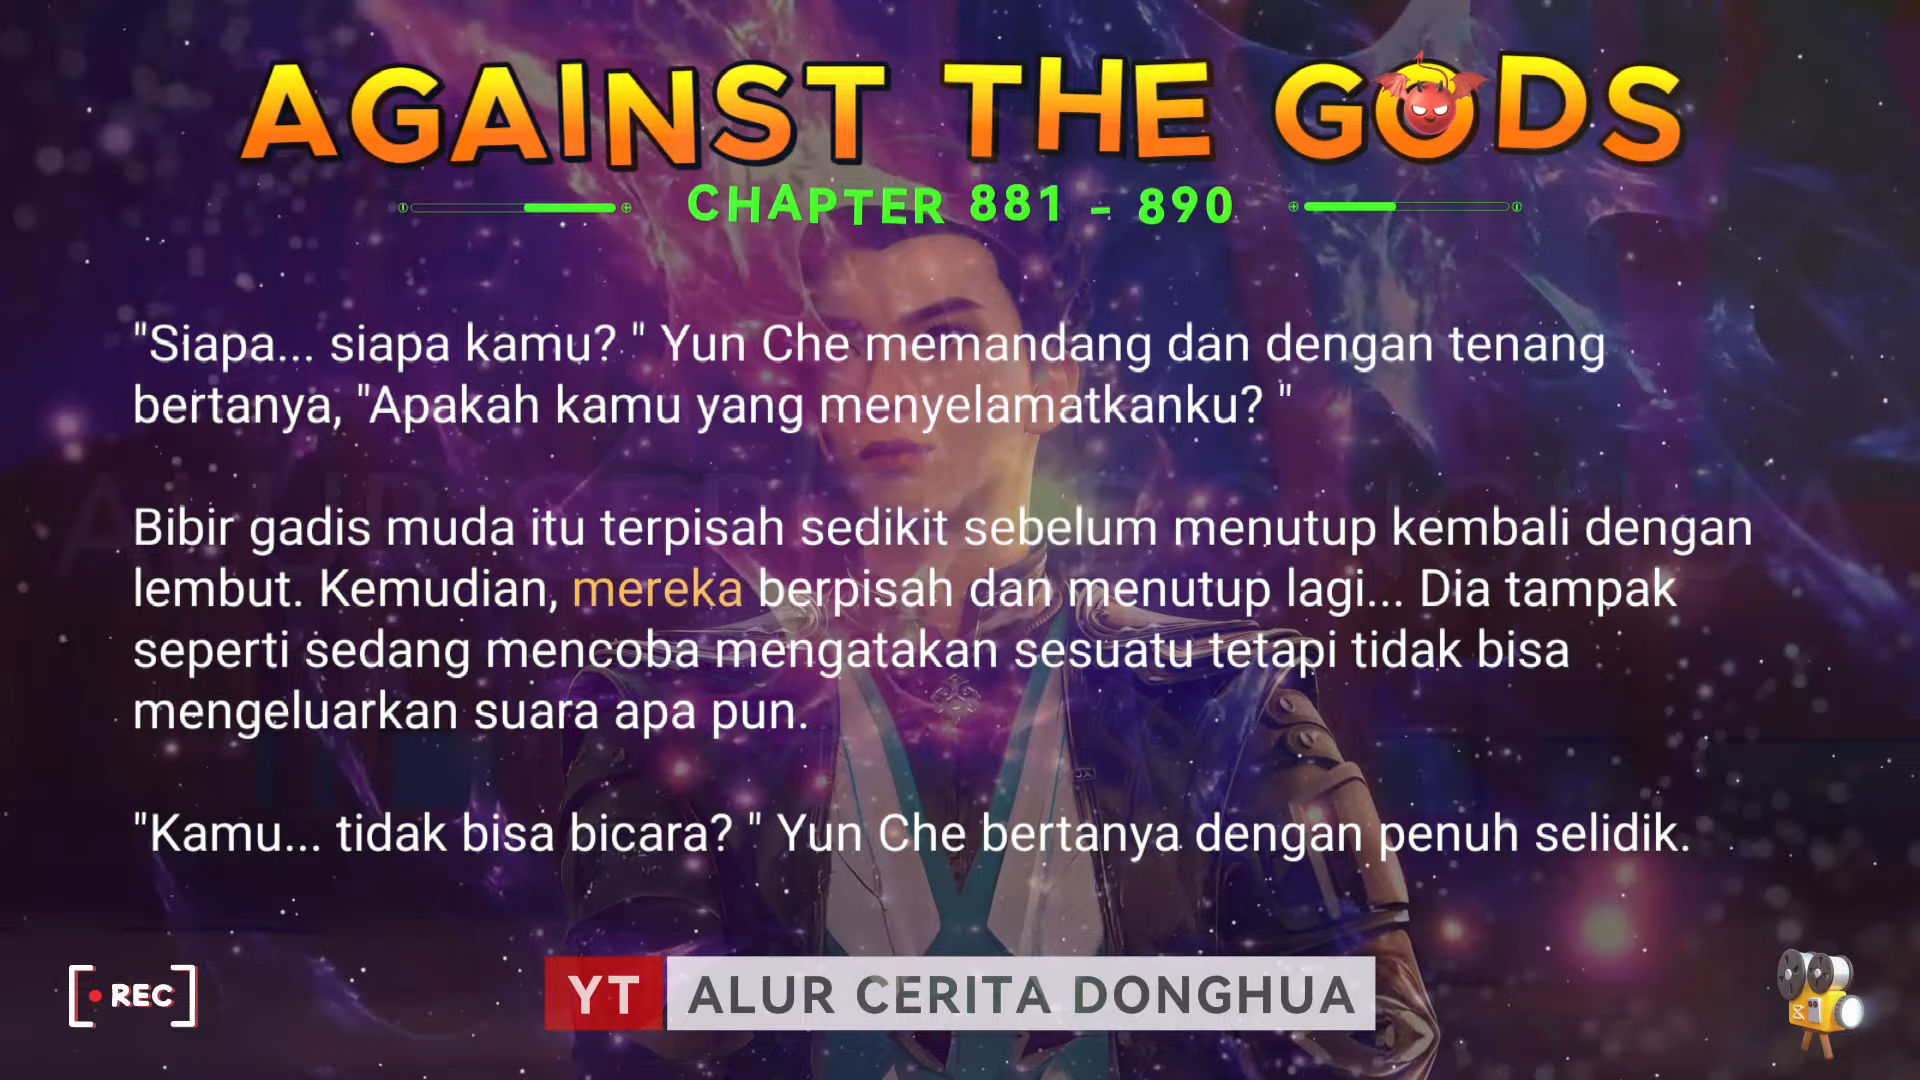 AGAINST THE GODS
CHAPTER 881 - 890
"Siapa... siapa kamu? " Yun Che memandang dan dengan tenang
bertanya, "Apakah kamu yang menyelamatkanku? "
Bibir gadis muda itu terpisah sedikit sebelum menutup kembali dengan
lembut. Kemudian, mereka berpisah dan menutup lagi... Dia tampak
seperti sedang mencoba mengatakan sesuatu tetapi tidak bisa
mengeluarkan suara apa pun.
"Kamu... tidak bisa bicara? " Yun Che bertanya dengan penuh selidik.
REC
YT ALUR CERITA DONGHUA